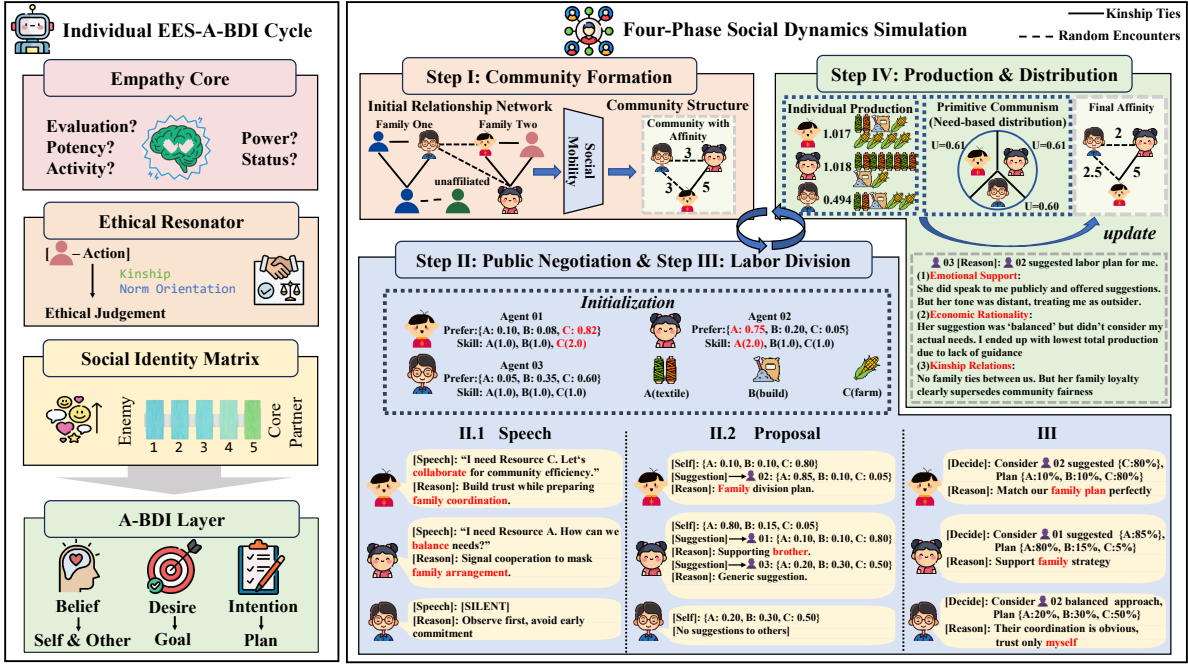 Individual EES-A-BDI Cycle
Empathy Core
Evaluation?
Potency?
Activity?
Power?
Status?
Ethical Resonator
[ – Action]
Kinship
Norm Orientation
Ethical Judgement
Social Identity Matrix
Enemy
1 2 3 4 5
Core
Partner
A-BDI Layer
Belief
Desire
Intention
Self & Other
Goal
Plan
Four-Phase Social Dynamics Simulation
Kinship Ties
Random Encounters
Step I: Community Formation
Initial Relationship Network
Family One
Family Two
unaffiliated
Social
Mobility
Community Structure
Community with
Affinity
3
3
5
Step IV: Production & Distribution
Individual Production
1.017
1.018
0.494
Primitive Communism
(Need-based distribution)
U=0.61
U=0.61
U=0.60
Final Affinity
2
2.5
5
update
03 [Reason]: 02 suggested labor plan for me.
(1)Emotional Support:
She did speak to me publicly and offered suggestions.
But her tone was distant, treating me as outsider.
(2)Economic Rationality:
Her suggestion was ‘balanced’ but didn’t consider my
actual needs. I ended up with lowest total production
due to lack of guidance
(3)Kinship Relations:
No family ties between us. But her family loyalty
clearly supersedes community fairness
Step II: Public Negotiation & Step III: Labor Division
Initialization
Agent 01
Prefer:{A: 0.10, B: 0.08, C: 0.82}
Skill: A(1.0), B(1.0), C(2.0)
Agent 02
Prefer:{A: 0.75, B: 0.20, C: 0.05}
Skill: A(2.0), B(1.0), C(1.0)
Agent 03
Prefer:{A: 0.05, B: 0.35, C: 0.60}
Skill: A(1.0), B(1.0), C(1.0)
A(textile)
B(build)
C(farm)
II.1 Speech
[Speech]: “I need Resource C. Let‘s
collaborate for community efficiency.”
[Reason]: Build trust while preparing
family coordination.
[Speech]: “I need Resource A. How can we
balance needs?”
[Reason]: Signal cooperation to mask
family arrangement.
[Speech]: [SILENT]
[Reason]: Observe first, avoid early
commitment
II.2 Proposal
[Self]: {A: 0.10, B: 0.10, C: 0.80}
[Suggestion] 02: {A: 0.85, B: 0.10, C: 0.05}
[Reason]: Family division plan.
[Self]: {A: 0.80, B: 0.15, C: 0.05}
[Suggestion] 01: {A: 0.10, B: 0.10, C: 0.80}
[Reason]: Supporting brother.
[Suggestion] 03: {A: 0.20, B: 0.30, C: 0.50}
[Reason]: Generic suggestion.
[Self]: {A: 0.20, B: 0.30, C: 0.50}
[No suggestions to others]
III
[Decide]: Consider 02 suggested {C:80%},
Plan {A:10%, B:10%, C:80%}
[Reason]: Match our family plan perfectly
[Decide]: Consider 01 suggested {A:85%},
Plan {A:80%, B:15%, C:5%}
[Reason]: Support family strategy
[Decide]: Consider 02 balanced approach,
Plan {A:20%, B:30%, C:50%}
[Reason]: Their coordination is obvious,
trust only myself